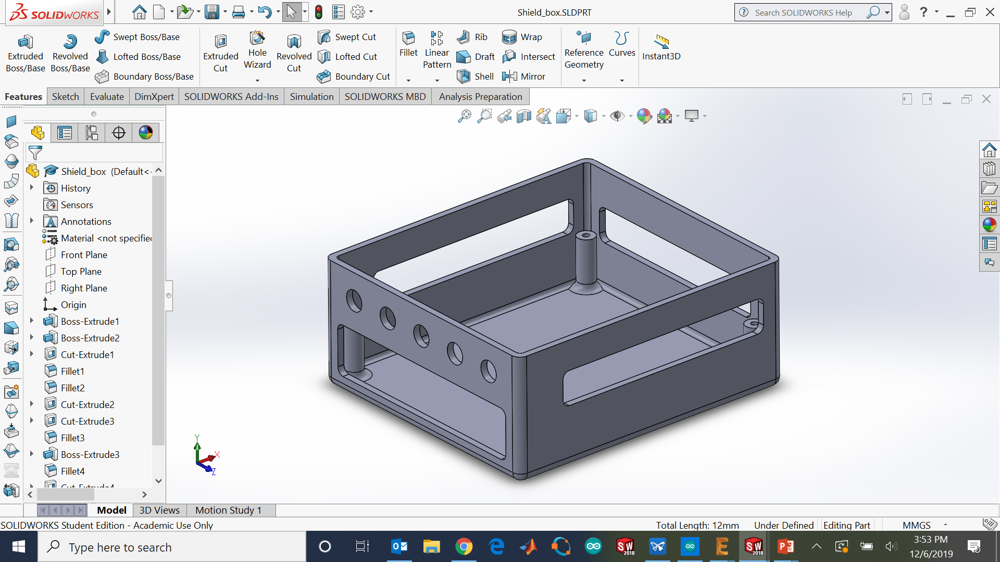 SOLIDWORKS
Shield_box.SLDPRT
Search SOLIDWORKS Help
Extruded Boss/Base
Revolved Boss/Base
Swept Boss/Base
Lofted Boss/Base
Boundary Boss/Base
Extruded Cut
Hole Wizard
Revolved Cut
Swept Cut
Lofted Cut
Boundary Cut
Fillet
Linear Pattern
Rib
Draft
Shell
Wrap
Intersect
Mirror
Reference Geometry
Curves
Instant3D
Features
Sketch
Evaluate
DimXpert
SOLIDWORKS Add-Ins
Simulation
SOLIDWORKS MBD
Analysis Preparation
Shield_box (Default<
History
Sensors
Annotations
Material <not specified
Front Plane
Top Plane
Right Plane
Origin
Boss-Extrude1
Boss-Extrude2
Cut-Extrude1
Fillet1
Fillet2
Cut-Extrude2
Cut-Extrude3
Fillet3
Boss-Extrude3
Fillet4
Cut-Extrude4
Y
X
Z
Model
3D Views
Motion Study 1
SOLIDWORKS Student Edition - Academic Use Only
Total Length: 12mm
Under Defined
Editing Part
MMGS
Type here to search
SW 2018
SW 2018
3:53 PM
12/6/2019